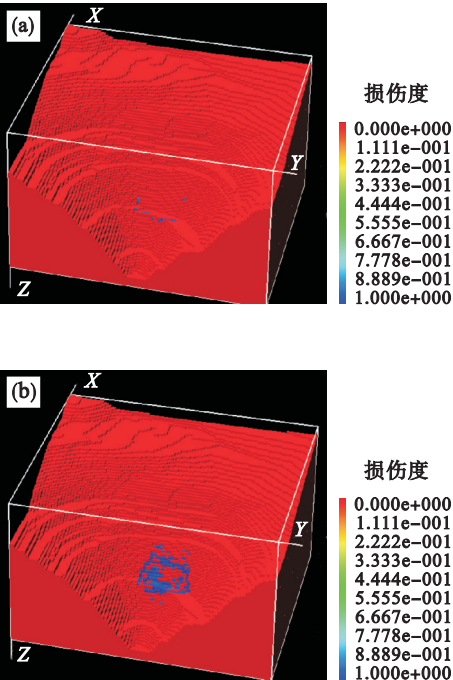 (a)
X
Y
Z
损伤度
0.000e+000
1.111e-001
2.222e-001
3.333e-001
4.444e-001
5.555e-001
6.667e-001
7.778e-001
8.889e-001
1.000e+000
(b)
X
Y
Z
损伤度
0.000e+000
1.111e-001
2.222e-001
3.333e-001
4.444e-001
5.555e-001
6.667e-001
7.778e-001
8.889e-001
1.000e+000